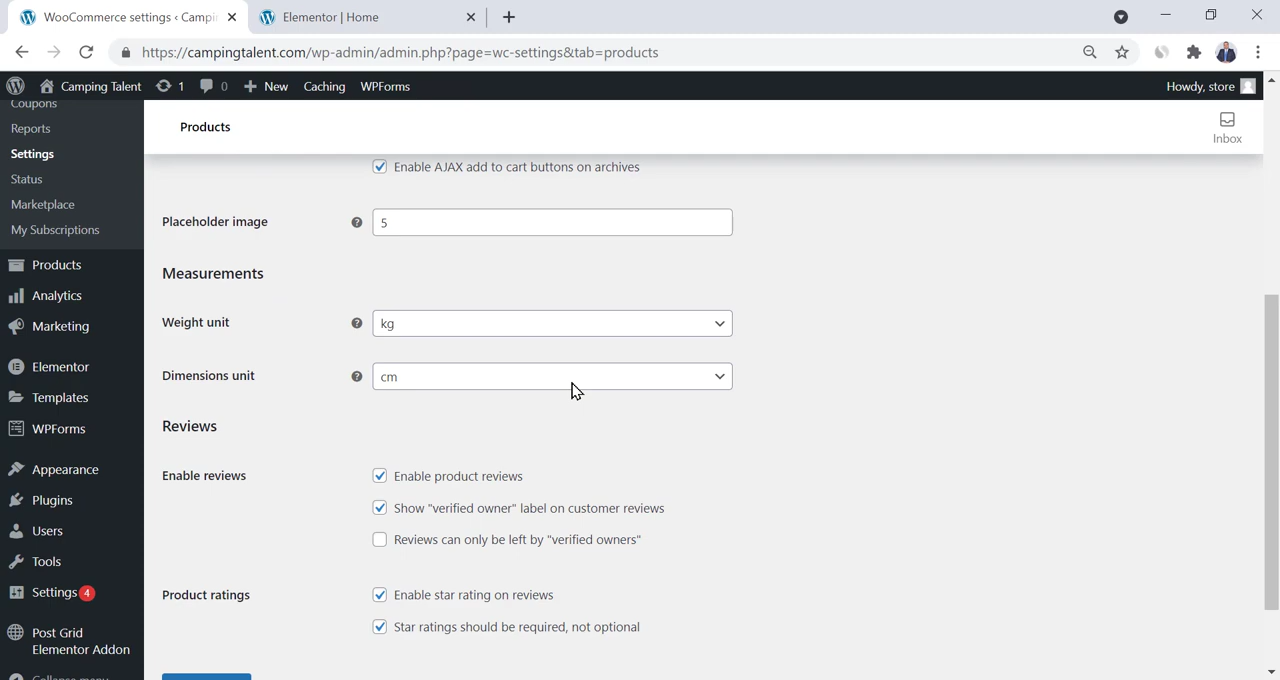 WooCommerce settings ‹ Campi
Elementor | Home
https://campingtalent.com/wp-admin/admin.php?page=wc-settings&tab=products
Camping Talent
1
0
New
Caching
WPForms
Howdy, store
Coupons
Reports
Settings
Status
Marketplace
My Subscriptions
Products
Analytics
Marketing
Elementor
Templates
WPForms
Appearance
Plugins
Users
Tools
Settings 4
Post Grid
Elementor Addon
Collapse menu
Products
Inbox
Enable AJAX add to cart buttons on archives
Placeholder image
5
Measurements
Weight unit
kg
Dimensions unit
cm
Reviews
Enable reviews
Enable product reviews
Show "verified owner" label on customer reviews
Reviews can only be left by "verified owners"
Product ratings
Enable star rating on reviews
Star ratings should be required, not optional